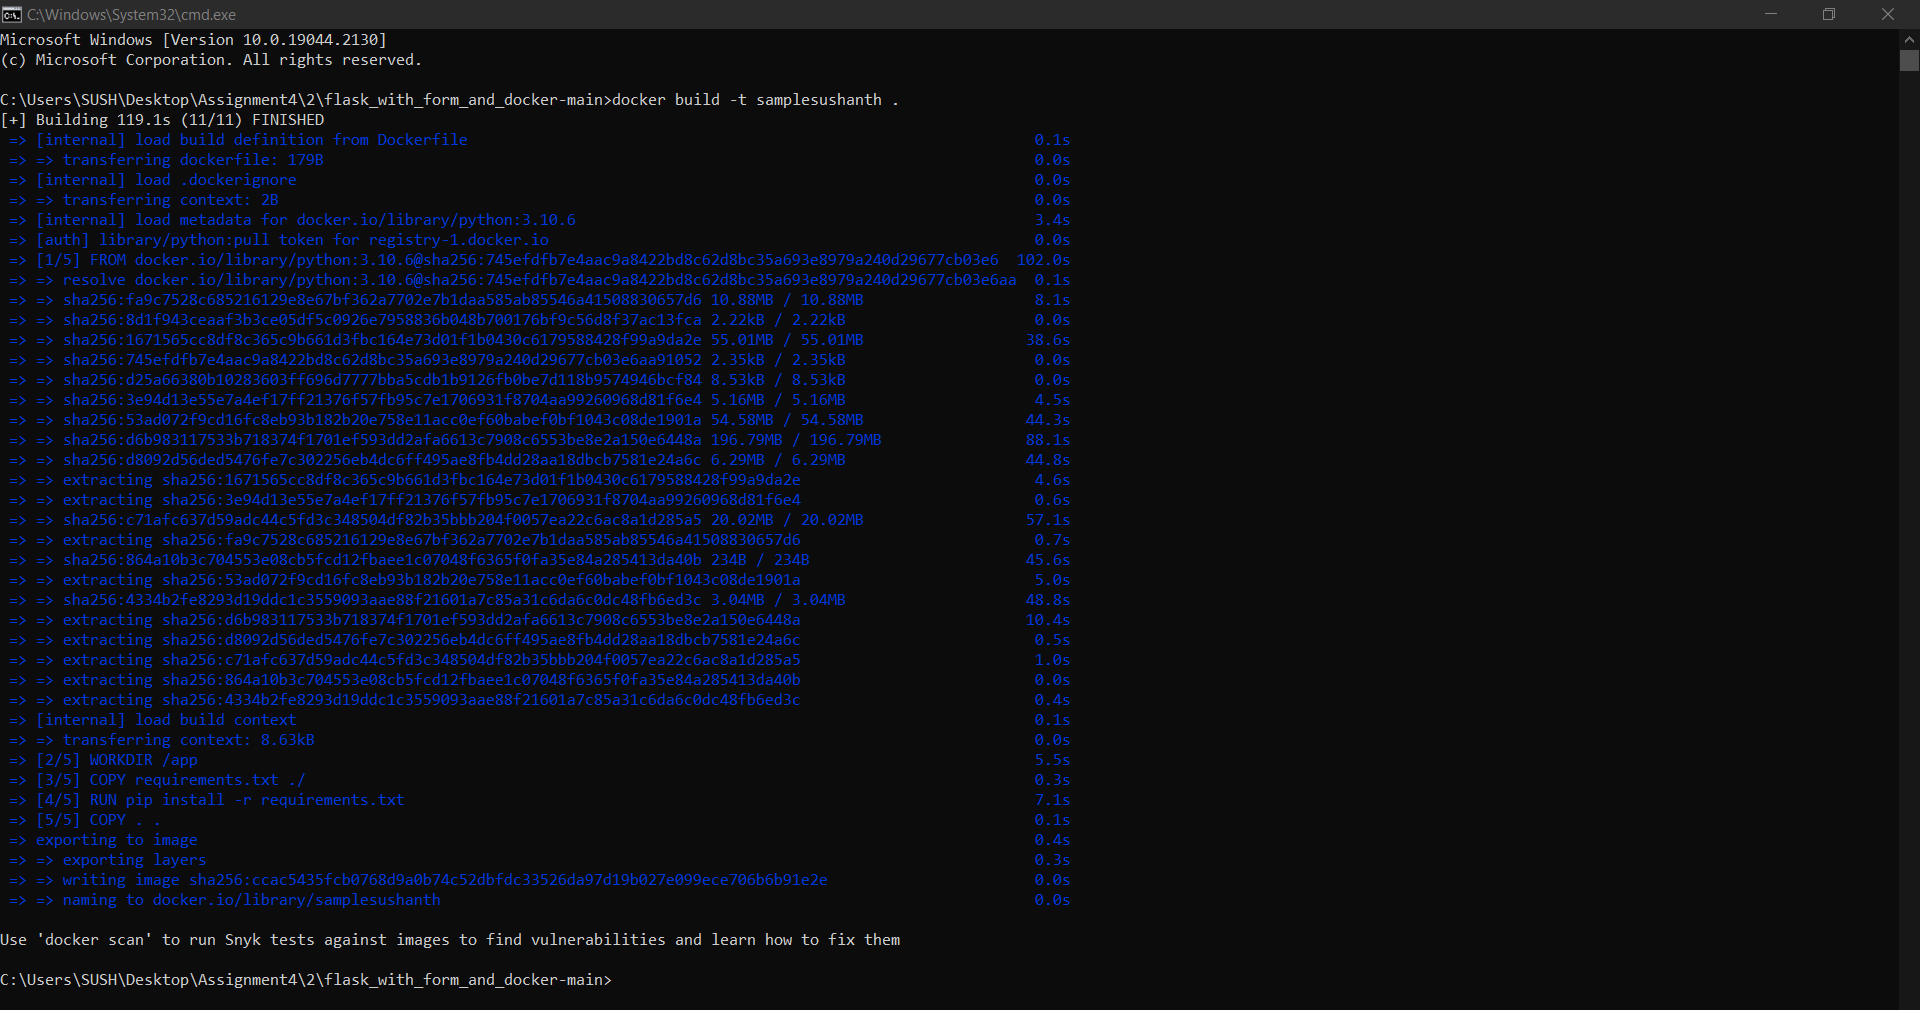 C:\Windows\System32\cmd.exe
Microsoft Windows [Version 10.0.19044.2130]
(c) Microsoft Corporation. All rights reserved.
C:\Users\SUSH\Desktop\Assignment4\2\flask_with_form_and_docker-main>docker build -t samplesushanth .
[+] Building 119.1s (11/11) FINISHED
=> [internal] load build definition from Dockerfile 0.1s
=> => transferring dockerfile: 179B 0.0s
=> [internal] load .dockerignore 0.0s
=> => transferring context: 2B 0.0s
=> [internal] load metadata for docker.io/library/python:3.10.6 3.4s
=> [auth] library/python:pull token for registry-1.docker.io 0.0s
=> [1/5] FROM docker.io/library/python:3.10.6@sha256:745efdfb7e4aac9a8422bd8c62d8bc35a693e8979a240d29677cb03e6 102.0s
=> => resolve docker.io/library/python:3.10.6@sha256:745efdfb7e4aac9a8422bd8c62d8bc35a693e8979a240d29677cb03e6aa 0.1s
=> => sha256:fa9c7528c685216129e8e67bf362a7702e7b1daa585ab85546a41508830657d6 10.88MB / 10.88MB 8.1s
=> => sha256:8d1f943ceaaf3b3ce05df5c0926e7958836b048b700176bf9c56d8f37ac13fca 2.22kB / 2.22kB 0.0s
=> => sha256:1671565cc8df8c365c9b661d3fbc164e73d01f1b0430c6179588428f99a9da2e 55.01MB / 55.01MB 38.6s
=> => sha256:745efdfb7e4aac9a8422bd8c62d8bc35a693e8979a240d29677cb03e6aa91052 2.35kB / 2.35kB 0.0s
=> => sha256:d25a66380b10283603ff696d7777bba5cdb1b9126fb0be7d118b9574946bcf84 8.53kB / 8.53kB 0.0s
=> => sha256:3e94d13e55e7a4ef17ff21376f57fb95c7e1706931f8704aa99260968d81f6e4 5.16MB / 5.16MB 4.5s
=> => sha256:53ad072f9cd16fc8eb93b182b20e758e11acc0ef60babef0bf1043c08de1901a 54.58MB / 54.58MB 44.3s
=> => sha256:d6b983117533b718374f1701ef593dd2afa6613c7908c6553be8e2a150e6448a 196.79MB / 196.79MB 88.1s
=> => sha256:d8092d56ded5476fe7c302256eb4dc6ff495ae8fb4dd28aa18dbcb7581e24a6c 6.29MB / 6.29MB 44.8s
=> => extracting sha256:1671565cc8df8c365c9b661d3fbc164e73d01f1b0430c6179588428f99a9da2e 4.6s
=> => extracting sha256:3e94d13e55e7a4ef17ff21376f57fb95c7e1706931f8704aa99260968d81f6e4 0.6s
=> => sha256:c71afc637d59adc44c5fd3c348504df82b35bbb204f0057ea22c6ac8a1d285a5 20.02MB / 20.02MB 57.1s
=> => extracting sha256:fa9c7528c685216129e8e67bf362a7702e7b1daa585ab85546a41508830657d6 0.7s
=> => sha256:864a10b3c704553e08cb5fcd12fbaee1c07048f6365f0fa35e84a285413da40b 234B / 234B 45.6s
=> => extracting sha256:53ad072f9cd16fc8eb93b182b20e758e11acc0ef60babef0bf1043c08de1901a 5.0s
=> => sha256:4334b2fe8293d19ddc1c3559093aae88f21601a7c85a31c6da6c0dc48fb6ed3c 3.04MB / 3.04MB 48.8s
=> => extracting sha256:d6b983117533b718374f1701ef593dd2afa6613c7908c6553be8e2a150e6448a 10.4s
=> => extracting sha256:d8092d56ded5476fe7c302256eb4dc6ff495ae8fb4dd28aa18dbcb7581e24a6c 0.5s
=> => extracting sha256:c71afc637d59adc44c5fd3c348504df82b35bbb204f0057ea22c6ac8a1d285a5 1.0s
=> => extracting sha256:864a10b3c704553e08cb5fcd12fbaee1c07048f6365f0fa35e84a285413da40b 0.0s
=> => extracting sha256:4334b2fe8293d19ddc1c3559093aae88f21601a7c85a31c6da6c0dc48fb6ed3c 0.4s
=> [internal] load build context 0.1s
=> => transferring context: 8.63kB 0.0s
=> [2/5] WORKDIR /app 5.5s
=> [3/5] COPY requirements.txt ./ 0.3s
=> [4/5] RUN pip install -r requirements.txt 7.1s
=> [5/5] COPY . . 0.1s
=> exporting to image 0.4s
=> => exporting layers 0.3s
=> => writing image sha256:ccac5435fcb0768d9a0b74c52dbfdc33526da97d19b027e099ece706b6b91e2e 0.0s
=> => naming to docker.io/library/samplesushanth 0.0s
Use 'docker scan' to run Snyk tests against images to find vulnerabilities and learn how to fix them
C:\Users\SUSH\Desktop\Assignment4\2\flask_with_form_and_docker-main>